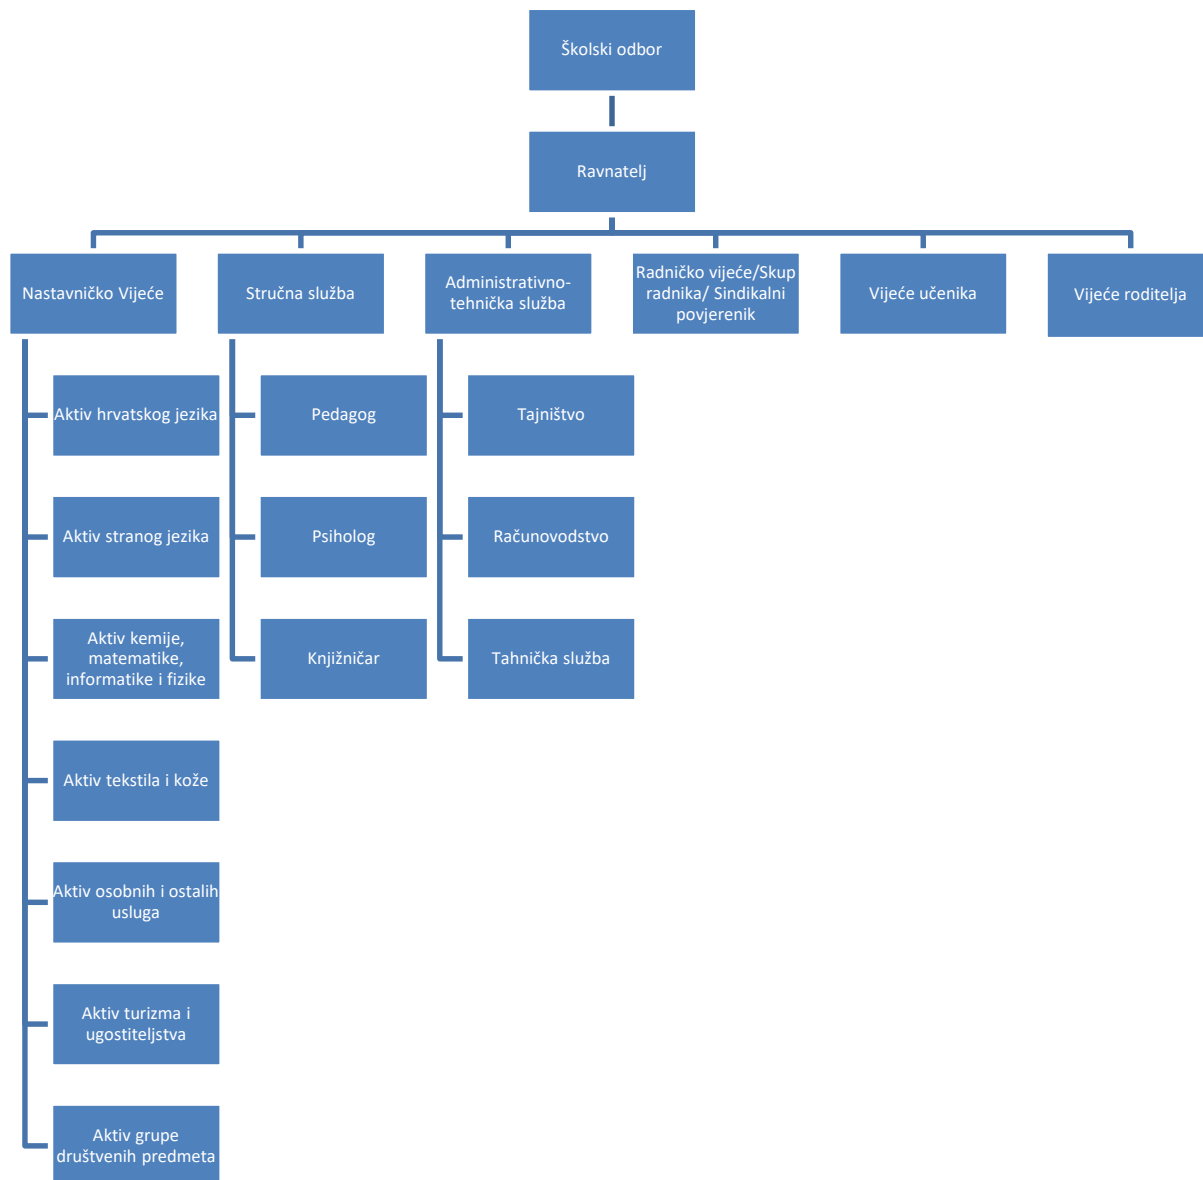 Školski odbor
Ravnatelj
Nastavničko Vijeće
Stručna služba
Administrativno-
tehnička služba
Radničko vijeće/Skup
radnika/ Sindikalni
povjerenik
Vijeće učenika
Vijeće roditelja
Aktiv hrvatskog jezika
Pedagog
Tajništvo
Aktiv stranog jezika
Psiholog
Računovodstvo
Aktiv kemije,
matematike,
informatike i fizike
Knjižničar
Tahnička služba
Aktiv tekstila i kože
Aktiv osobnih i ostalih
usluga
Aktiv turizma i
ugostiteljstva
Aktiv grupe
društvenih predmeta